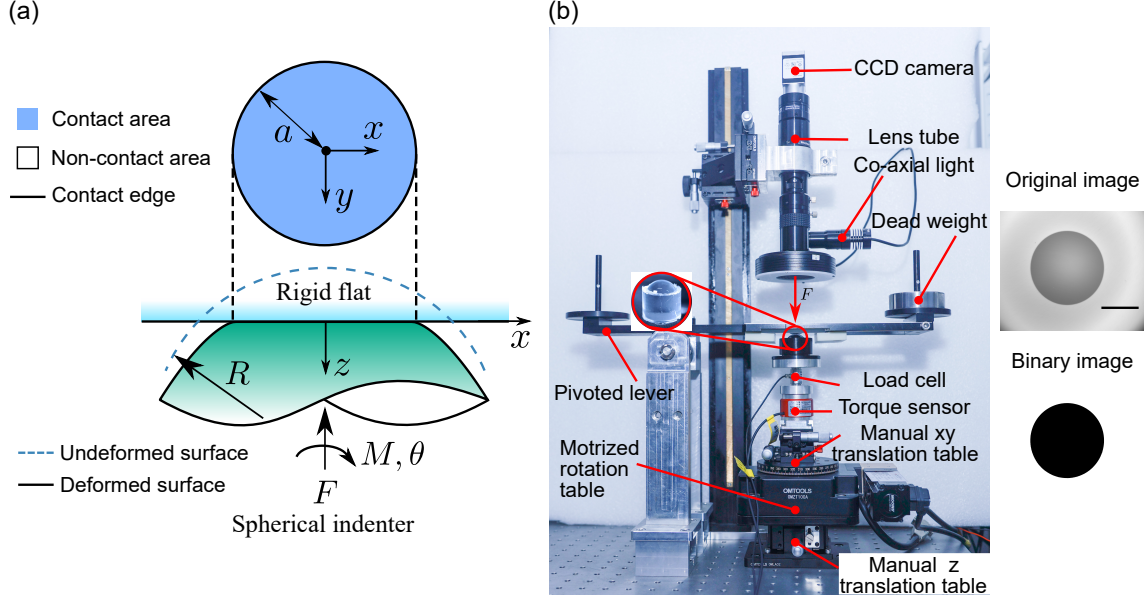 (a)
a
x
y
Contact area
Non-contact area
Contact edge
Rigid flat
x
R
z
M, θ
F
Undeformed surface
Deformed surface
Spherical indenter
(b)
CCD camera
Lens tube
Co-axial light
Dead weight
F
Pivoted lever
Load cell
Torque sensor
Manual xy
translation table
Motrized
rotation
table
OMTOOLS
Manual z
translation table
Original image
Binary image